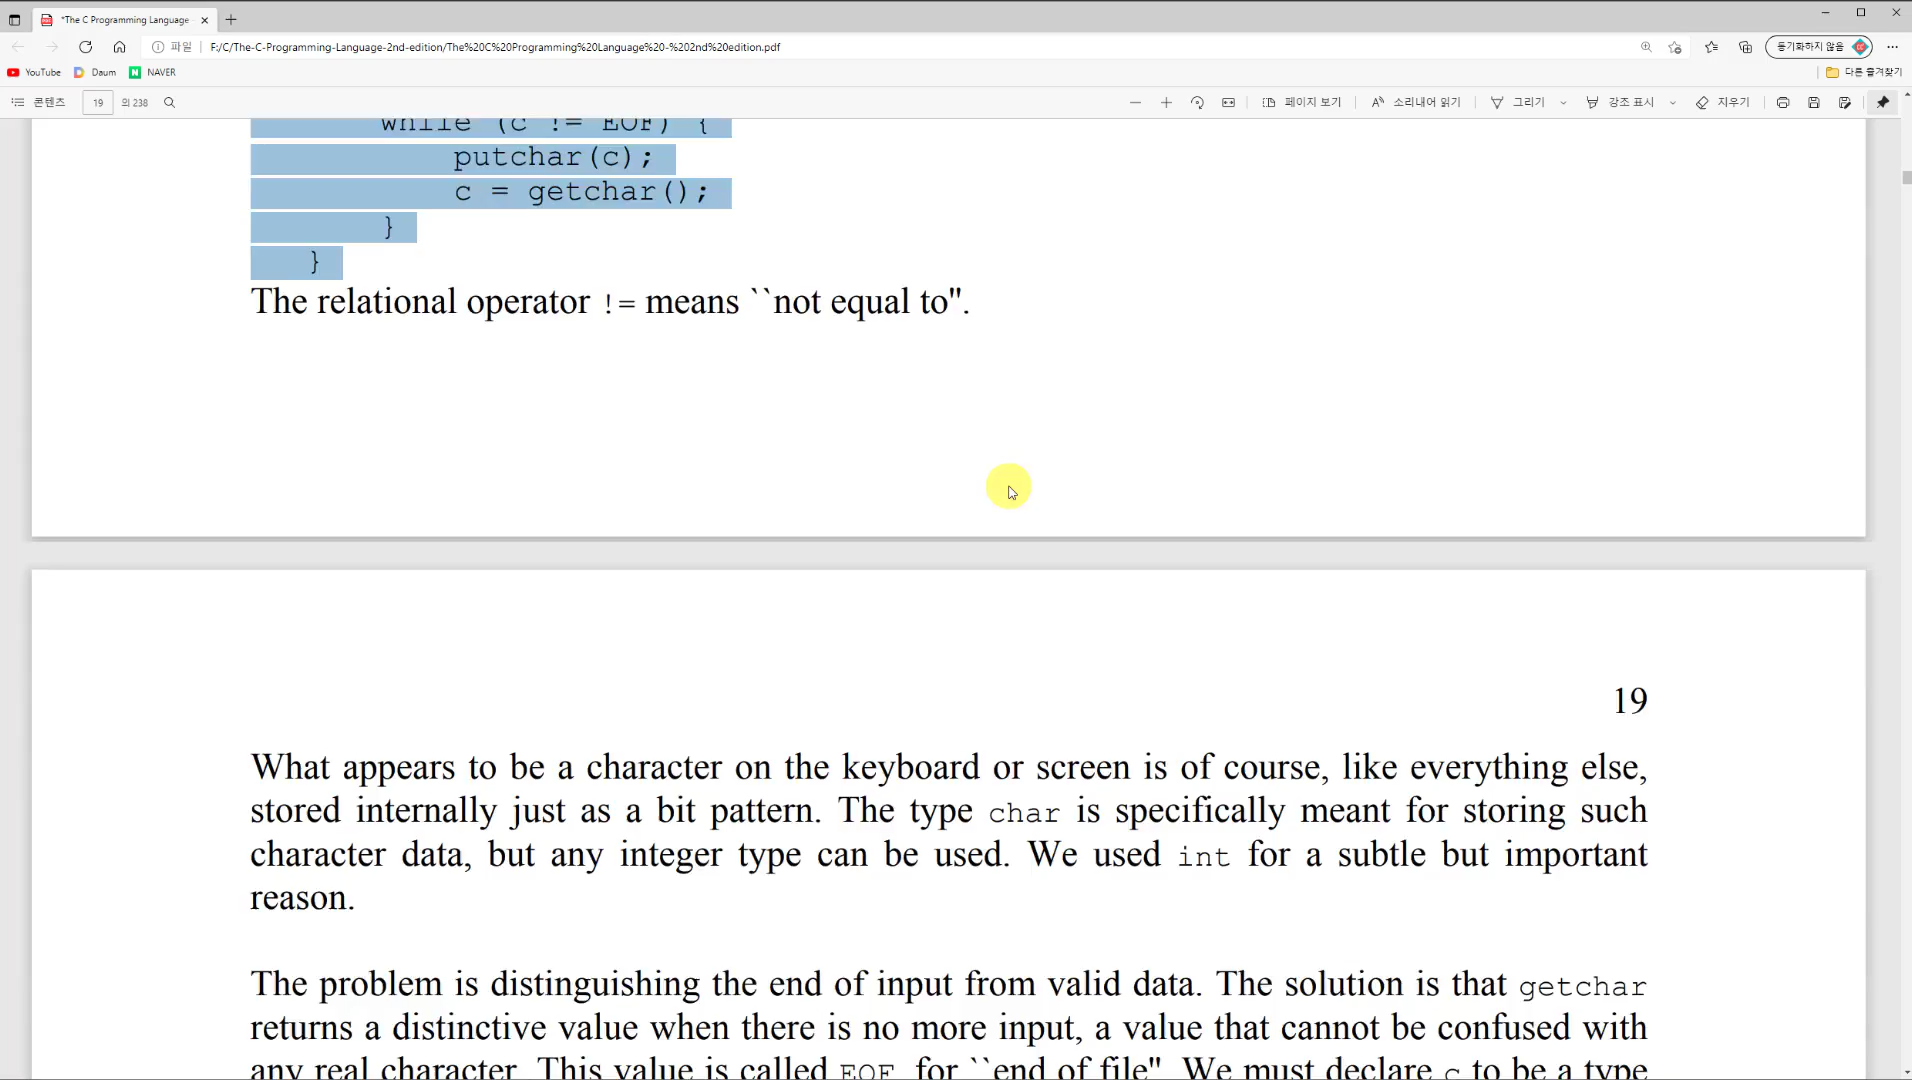 *The C Programming Language
파일 F:/C/The-C-Programming-Language-2nd-edition/The%20C%20Programming%20Language%20-%202nd%20edition.pdf 동기화하지 않음
YouTube Daum NAVER 다른 즐겨찾기
콘텐츠 19 의 238 페이지 보기 소리내어 읽기 그리기 강조 표시 지우기
while (c != EOF) {
putchar(c);
c = getchar();
}
}
The relational operator != means ``not equal to''.
19
What appears to be a character on the keyboard or screen is of course, like everything else,
stored internally just as a bit pattern. The type char is specifically meant for storing such
character data, but any integer type can be used. We used int for a subtle but important
reason.
The problem is distinguishing the end of input from valid data. The solution is that getchar
returns a distinctive value when there is no more input, a value that cannot be confused with
any real character. This value is called EOF, for ``end of file''. We must declare c to be a type